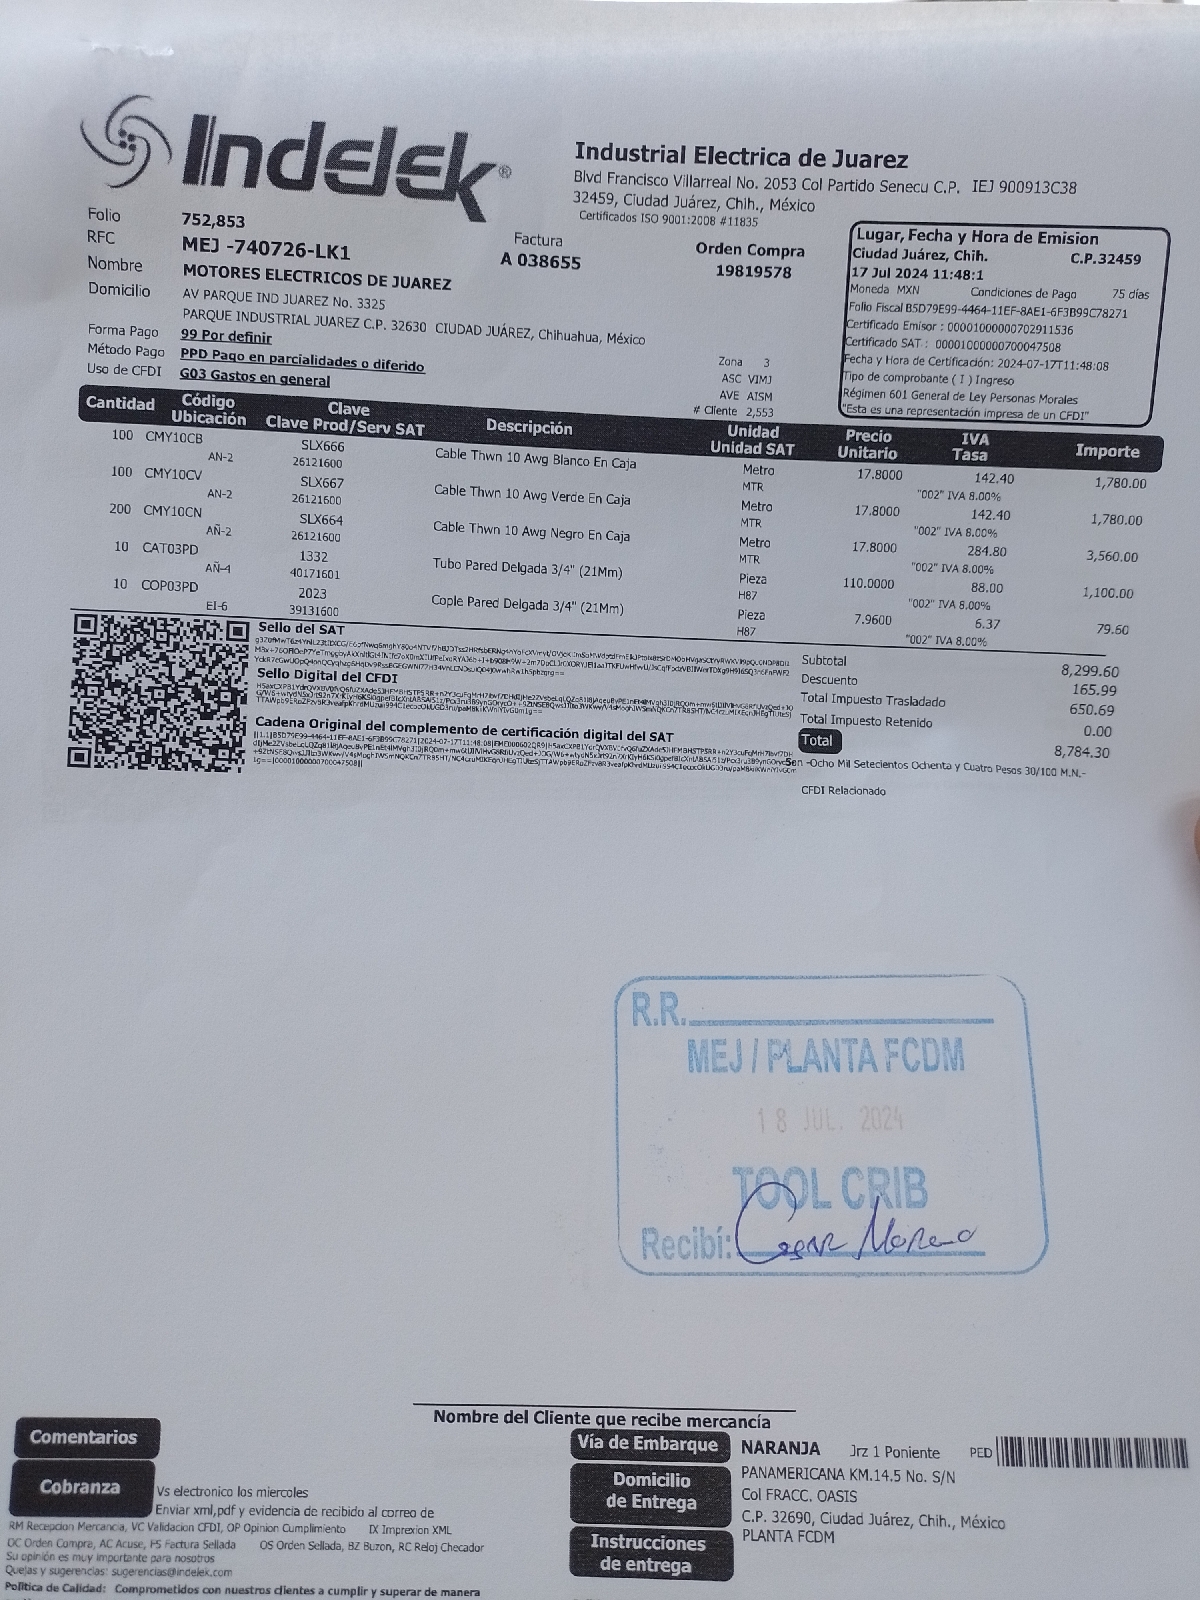 Indelek®
Industrial Electrica de Juarez
Blvd Francisco Villarreal No. 2053 Col Partido Senecu C.P. IEJ 900913C38
32459, Ciudad Juárez, Chih., México
Certificados ISO 9001:2008 #11835
Folio 752,853
RFC MEJ -740726-LK1
Nombre MOTORES ELECTRICOS DE JUAREZ
Domicilio AV PARQUE IND JUAREZ No. 3325
PARQUE INDUSTRIAL JUAREZ C.P. 32630 CIUDAD JUÁREZ, Chihuahua, México
Forma Pago 99 Por definir
Método Pago PPD Pago en parcialidades o diferido
Uso de CFDI G03 Gastos en general
Factura
A 038655
Orden Compra
19819578
Zona 3
ASC VIMJ
AVE AISM
# Cliente 2,553
Lugar, Fecha y Hora de Emision
Ciudad Juárez, Chih. C.P.32459
17 Jul 2024 11:48:1
Moneda MXN Condiciones de Pago 75 días
Folio Fiscal B5D79E99-4464-11EF-8AE1-6F3B99C78271
Certificado Emisor : 00001000000702911536
Certificado SAT : 00001000000700047508
Fecha y Hora de Certificación: 2024-07-17T11:48:08
Tipo de comprobante ( I ) Ingreso
Régimen 601 General de Ley Personas Morales
"Esta es una representación impresa de un CFDI"
Cantidad Código Ubicación Clave Clave Prod/Serv SAT Descripción Unidad Unidad SAT Precio Unitario IVA Tasa Importe
100 CMY10CB SLX666 Cable Thwn 10 Awg Blanco En Caja Metro 17.8000 142.40 1,780.00
AN-2 26121600 MTR "002" IVA 8.00%
100 CMY10CV SLX667 Cable Thwn 10 Awg Verde En Caja Metro 17.8000 142.40 1,780.00
AN-2 26121600 MTR "002" IVA 8.00%
200 CMY10CN SLX664 Cable Thwn 10 Awg Negro En Caja Metro 17.8000 284.80 3,560.00
AÑ-2 26121600 MTR "002" IVA 8.00%
10 CAT03PD 1332 Tubo Pared Delgada 3/4" (21Mm) Pieza 110.0000 88.00 1,100.00
AÑ-4 40171601 H87 "002" IVA 8.00%
10 COP03PD 2023 Cople Pared Delgada 3/4" (21Mm) Pieza 7.9600 6.37 79.60
EI-6 39131600 H87 "002" IVA 8.00%
Sello del SAT
Sello Digital del CFDI
Cadena Original del complemento de certificación digital del SAT
Subtotal 8,299.60
Descuento 165.99
Total Impuesto Trasladado 650.69
Total Impuesto Retenido 0.00
Total 8,784.30
Son -Ocho Mil Setecientos Ochenta y Cuatro Pesos 30/100 M.N.-
CFDI Relacionado
R.R.
MEJ / PLANTA FCDM
18 JUL. 2024
TOOL CRIB
Recibí: Cesar Moreno
Nombre del Cliente que recibe mercancía
Comentarios
Cobranza Vs electronico los miercoles
Enviar xml,pdf y evidencia de recibido al correo de
RM Recepcion Mercancia, VC Validacion CFDI, OP Opinion Cumplimiento IX Imprexion XML
OC Orden Compra, AC Acuse, FS Factura Sellada OS Orden Sellada, BZ Buzon, RC Reloj Checador
Su opinión es muy importante para nosotros
Quejas y sugerencias: sugerencias@indelek.com
Politica de Calidad: Comprometidos con nuestros clientes a cumplir y superar de manera
Vía de Embarque NARANJA Jrz 1 Poniente PED
Domicilio de Entrega PANAMERICANA KM.14.5 No. S/N
Col FRACC. OASIS
C.P. 32690, Ciudad Juárez, Chih., México
Instrucciones de entrega PLANTA FCDM